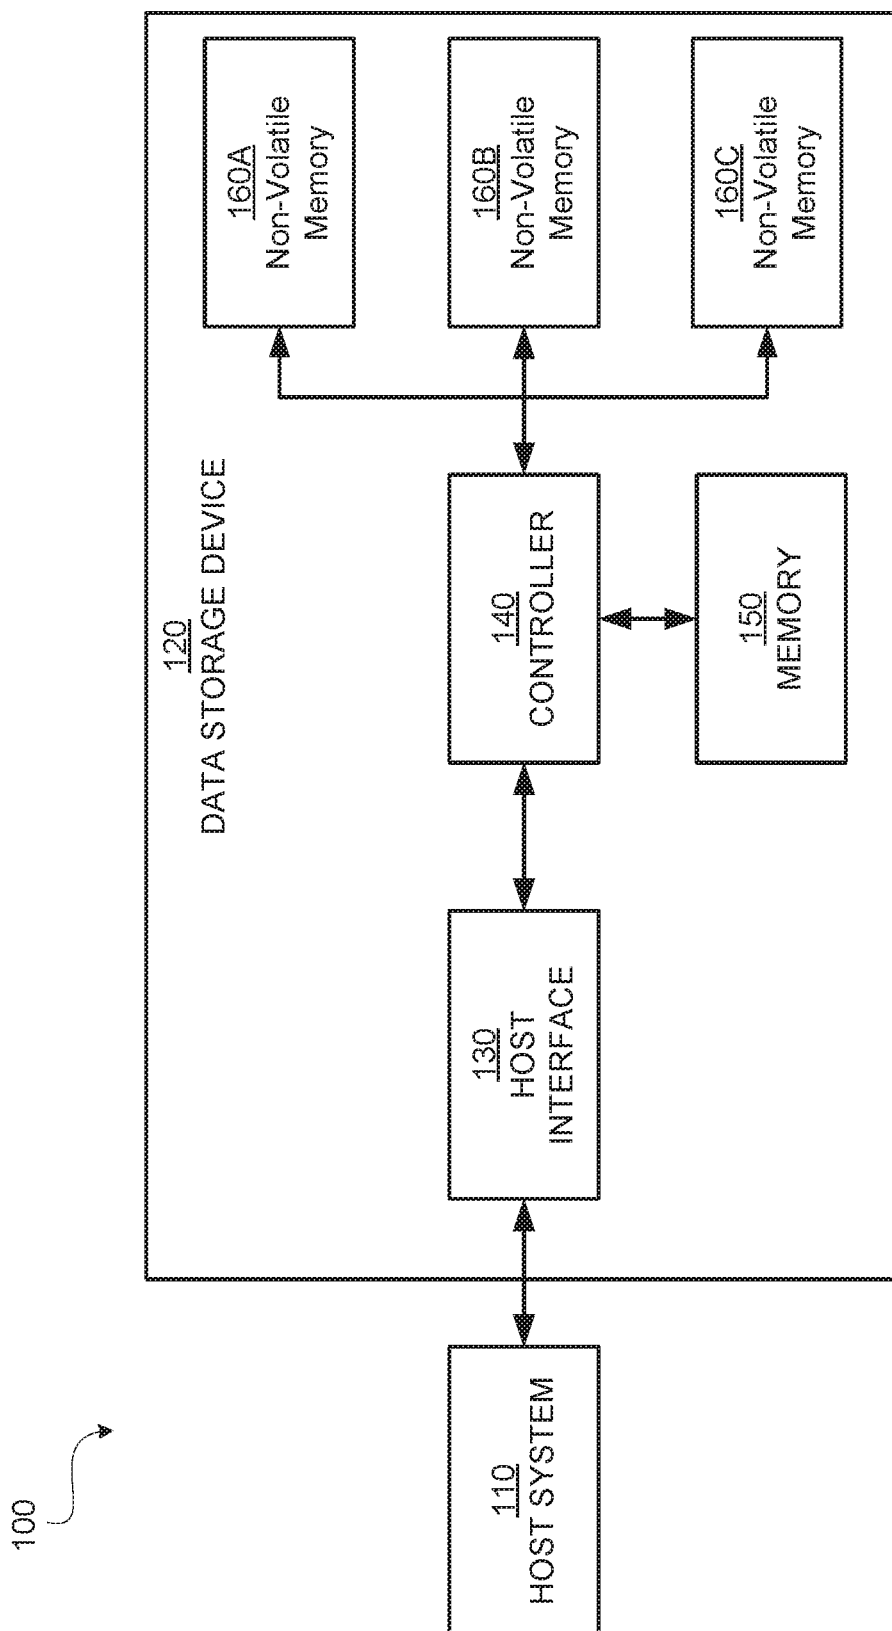 100
110
HOST SYSTEM
120
DATA STORAGE DEVICE
130
HOST
INTERFACE
140
CONTROLLER
150
MEMORY
160A
Non-Volatile
Memory
160B
Non-Volatile
Memory
160C
Non-Volatile
Memory